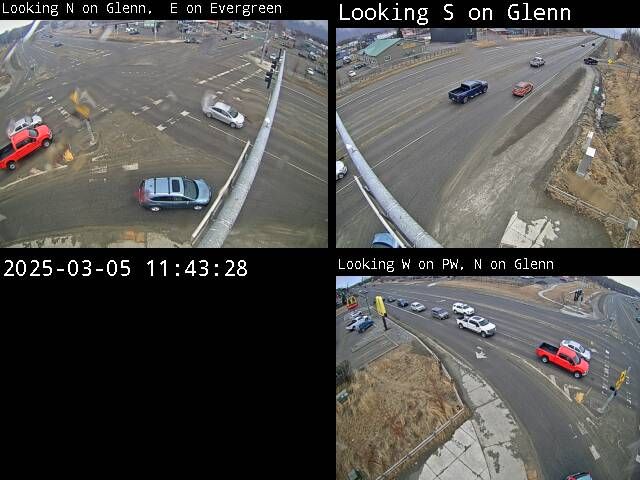 Looking N on Glenn,  E on Evergreen
Looking S on Glenn
2025-03-05 11:43:28
Looking W on PW, N on Glenn